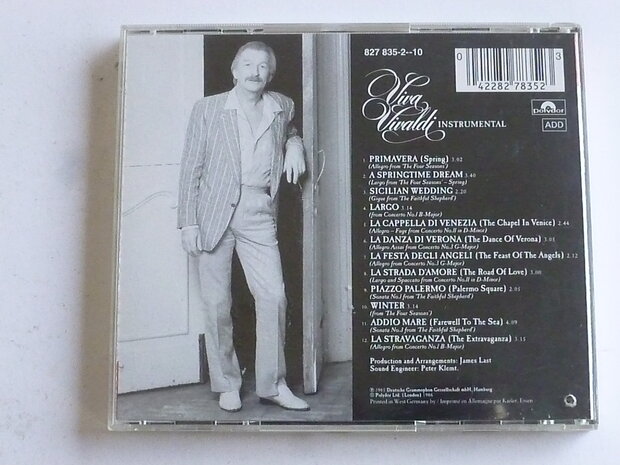 827 835-2--10
0 42282 78352 3
Viva
Vivaldi INSTRUMENTAL
polydor
ADD
1. PRIMAVERA (Spring) 3.02
(Allegro from 'The Four Seasons')
2. A SPRINGTIME DREAM 3.40
(Largo from 'The Four Seasons' – Spring)
3. SICILIAN WEDDING 2.20
(Gigue from 'The Faithful Shepherd')
4. LARGO 3.14
(from Concerto No.1 B-Major)
5. LA CAPPELLA DI VENEZIA (The Chapel In Venice) 2.44
(Allegro – Fuge from Concerto No.11 in D-Minor)
6. LA DANZA DI VERONA (The Dance Of Verona) 3.01
(Allegro Assai from Concerto No.3 G-Major)
7. LA FESTA DEGLI ANGELI (The Feast Of The Angels) 2.12
(Allegro from Concerto No.3 G-Major)
8. LA STRADA D'AMORE (The Road Of Love) 3.00
(Largo and Spiccato from Concerto No.11 in D-Minor)
9. PIAZZO PALERMO (Palermo Square) 2.05
(Sonata No.1 from 'The Faithful Shepherd')
10. WINTER 3.14
(from 'The Four Seasons')
11. ADDIO MARE (Farewell To The Sea) 4.09
(Sonata No.1 from 'The Faithful Shepherd')
12. LA STRAVAGANZA (The Extravaganza) 3.35
(Allegro from Concerto No.1 B-Major)
Production and Arrangements: James Last
Sound Engineer: Peter Klemt.
Deutsche Grammophon Gesellschaft mbH, Hamburg
Polydor Ltd. (London) 1986
Printed in West Germany by / Imprimé en Allemagne par Kaiser, Essen